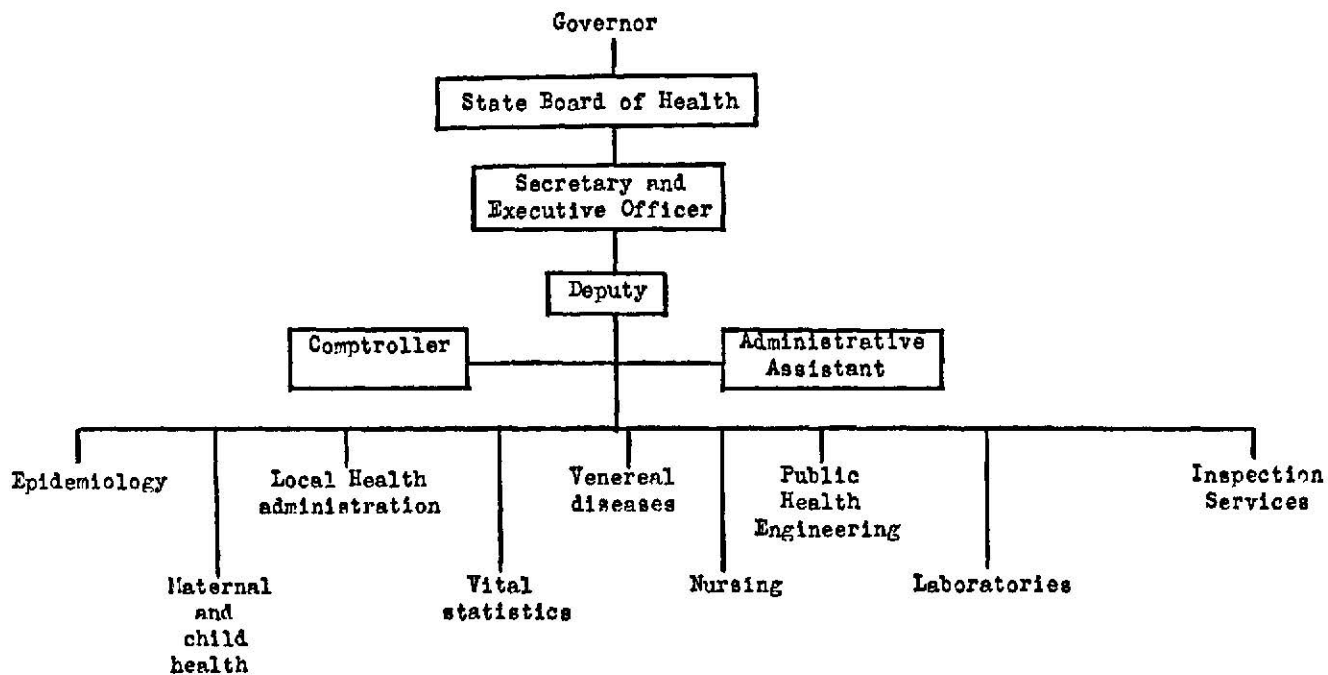 Governor
State Board of Health
Secretary and
Executive Officer
Deputy
Comptroller
Administrative
Assistant
Epidemiology
Local Health
administration
Venereal
diseases
Public
Health
Engineering
Inspection
Services
Maternal
and
child
health
Vital
statistics
Nursing
Laboratories